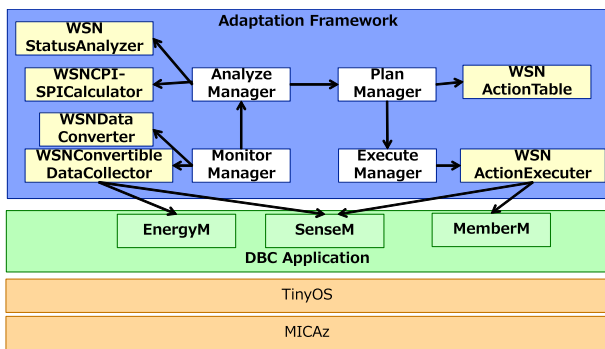 Adaptation Framework
WSN
StatusAnalyzer
WSNCPI-
SPICalculator
Analyze
Manager
Plan
Manager
WSN
ActionTable
WSNData
Converter
WSNConvertible
DataCollector
Monitor
Manager
Execute
Manager
WSN
ActionExecuter
EnergyM
SenseM
MemberM
DBC Application
TinyOS
MICAz